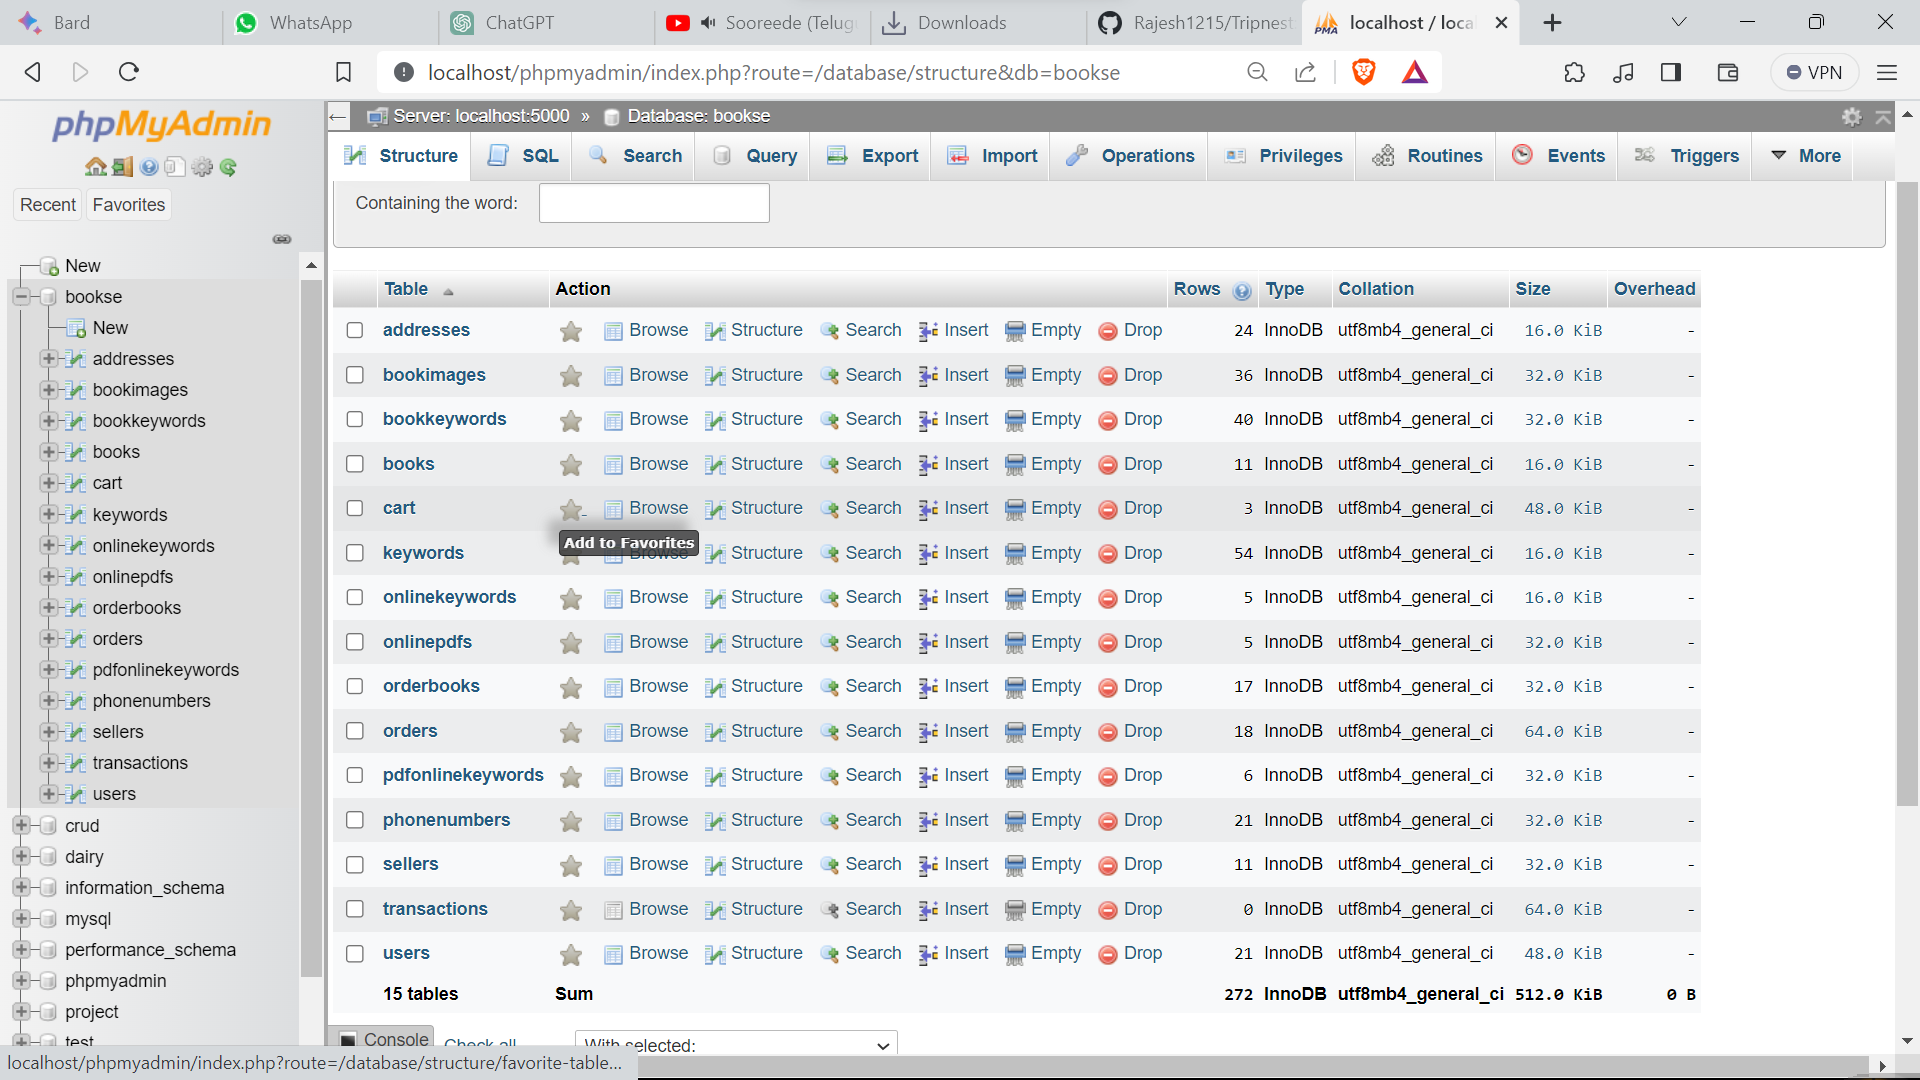 Bard
WhatsApp
ChatGPT
Sooreede (Telug
Downloads
Rajesh1215/Tripnest
localhost / loca
localhost/phpmyadmin/index.php?route=/database/structure&db=bookse
VPN
phpMyAdmin
Recent
Favorites
New
bookse
New
addresses
bookimages
bookkeywords
books
cart
keywords
onlinekeywords
onlinepdfs
orderbooks
orders
pdfonlinekeywords
phonenumbers
sellers
transactions
users
crud
dairy
information_schema
mysql
performance_schema
phpmyadmin
project
test
Server: localhost:5000 » Database: bookse
Structure SQL Search Query Export Import Operations Privileges Routines Events Triggers More
Containing the word:
Table Action Rows Type Collation Size Overhead
addresses Browse Structure Search Insert Empty Drop 24 InnoDB utf8mb4_general_ci 16.0 KiB -
bookimages Browse Structure Search Insert Empty Drop 36 InnoDB utf8mb4_general_ci 32.0 KiB -
bookkeywords Browse Structure Search Insert Empty Drop 40 InnoDB utf8mb4_general_ci 32.0 KiB -
books Browse Structure Search Insert Empty Drop 11 InnoDB utf8mb4_general_ci 16.0 KiB -
cart Browse Structure Search Insert Empty Drop 3 InnoDB utf8mb4_general_ci 48.0 KiB -
Add to Favorites
keywords Structure Search Insert Empty Drop 54 InnoDB utf8mb4_general_ci 16.0 KiB -
onlinekeywords Browse Structure Search Insert Empty Drop 5 InnoDB utf8mb4_general_ci 16.0 KiB -
onlinepdfs Browse Structure Search Insert Empty Drop 5 InnoDB utf8mb4_general_ci 32.0 KiB -
orderbooks Browse Structure Search Insert Empty Drop 17 InnoDB utf8mb4_general_ci 32.0 KiB -
orders Browse Structure Search Insert Empty Drop 18 InnoDB utf8mb4_general_ci 64.0 KiB -
pdfonlinekeywords Browse Structure Search Insert Empty Drop 6 InnoDB utf8mb4_general_ci 32.0 KiB -
phonenumbers Browse Structure Search Insert Empty Drop 21 InnoDB utf8mb4_general_ci 32.0 KiB -
sellers Browse Structure Search Insert Empty Drop 11 InnoDB utf8mb4_general_ci 32.0 KiB -
transactions Browse Structure Search Insert Empty Drop 0 InnoDB utf8mb4_general_ci 64.0 KiB -
users Browse Structure Search Insert Empty Drop 21 InnoDB utf8mb4_general_ci 48.0 KiB -
15 tables Sum 272 InnoDB utf8mb4_general_ci 512.0 KiB 0 B
Console
Check all
With selected:
localhost/phpmyadmin/index.php?route=/database/structure/favorite-table...